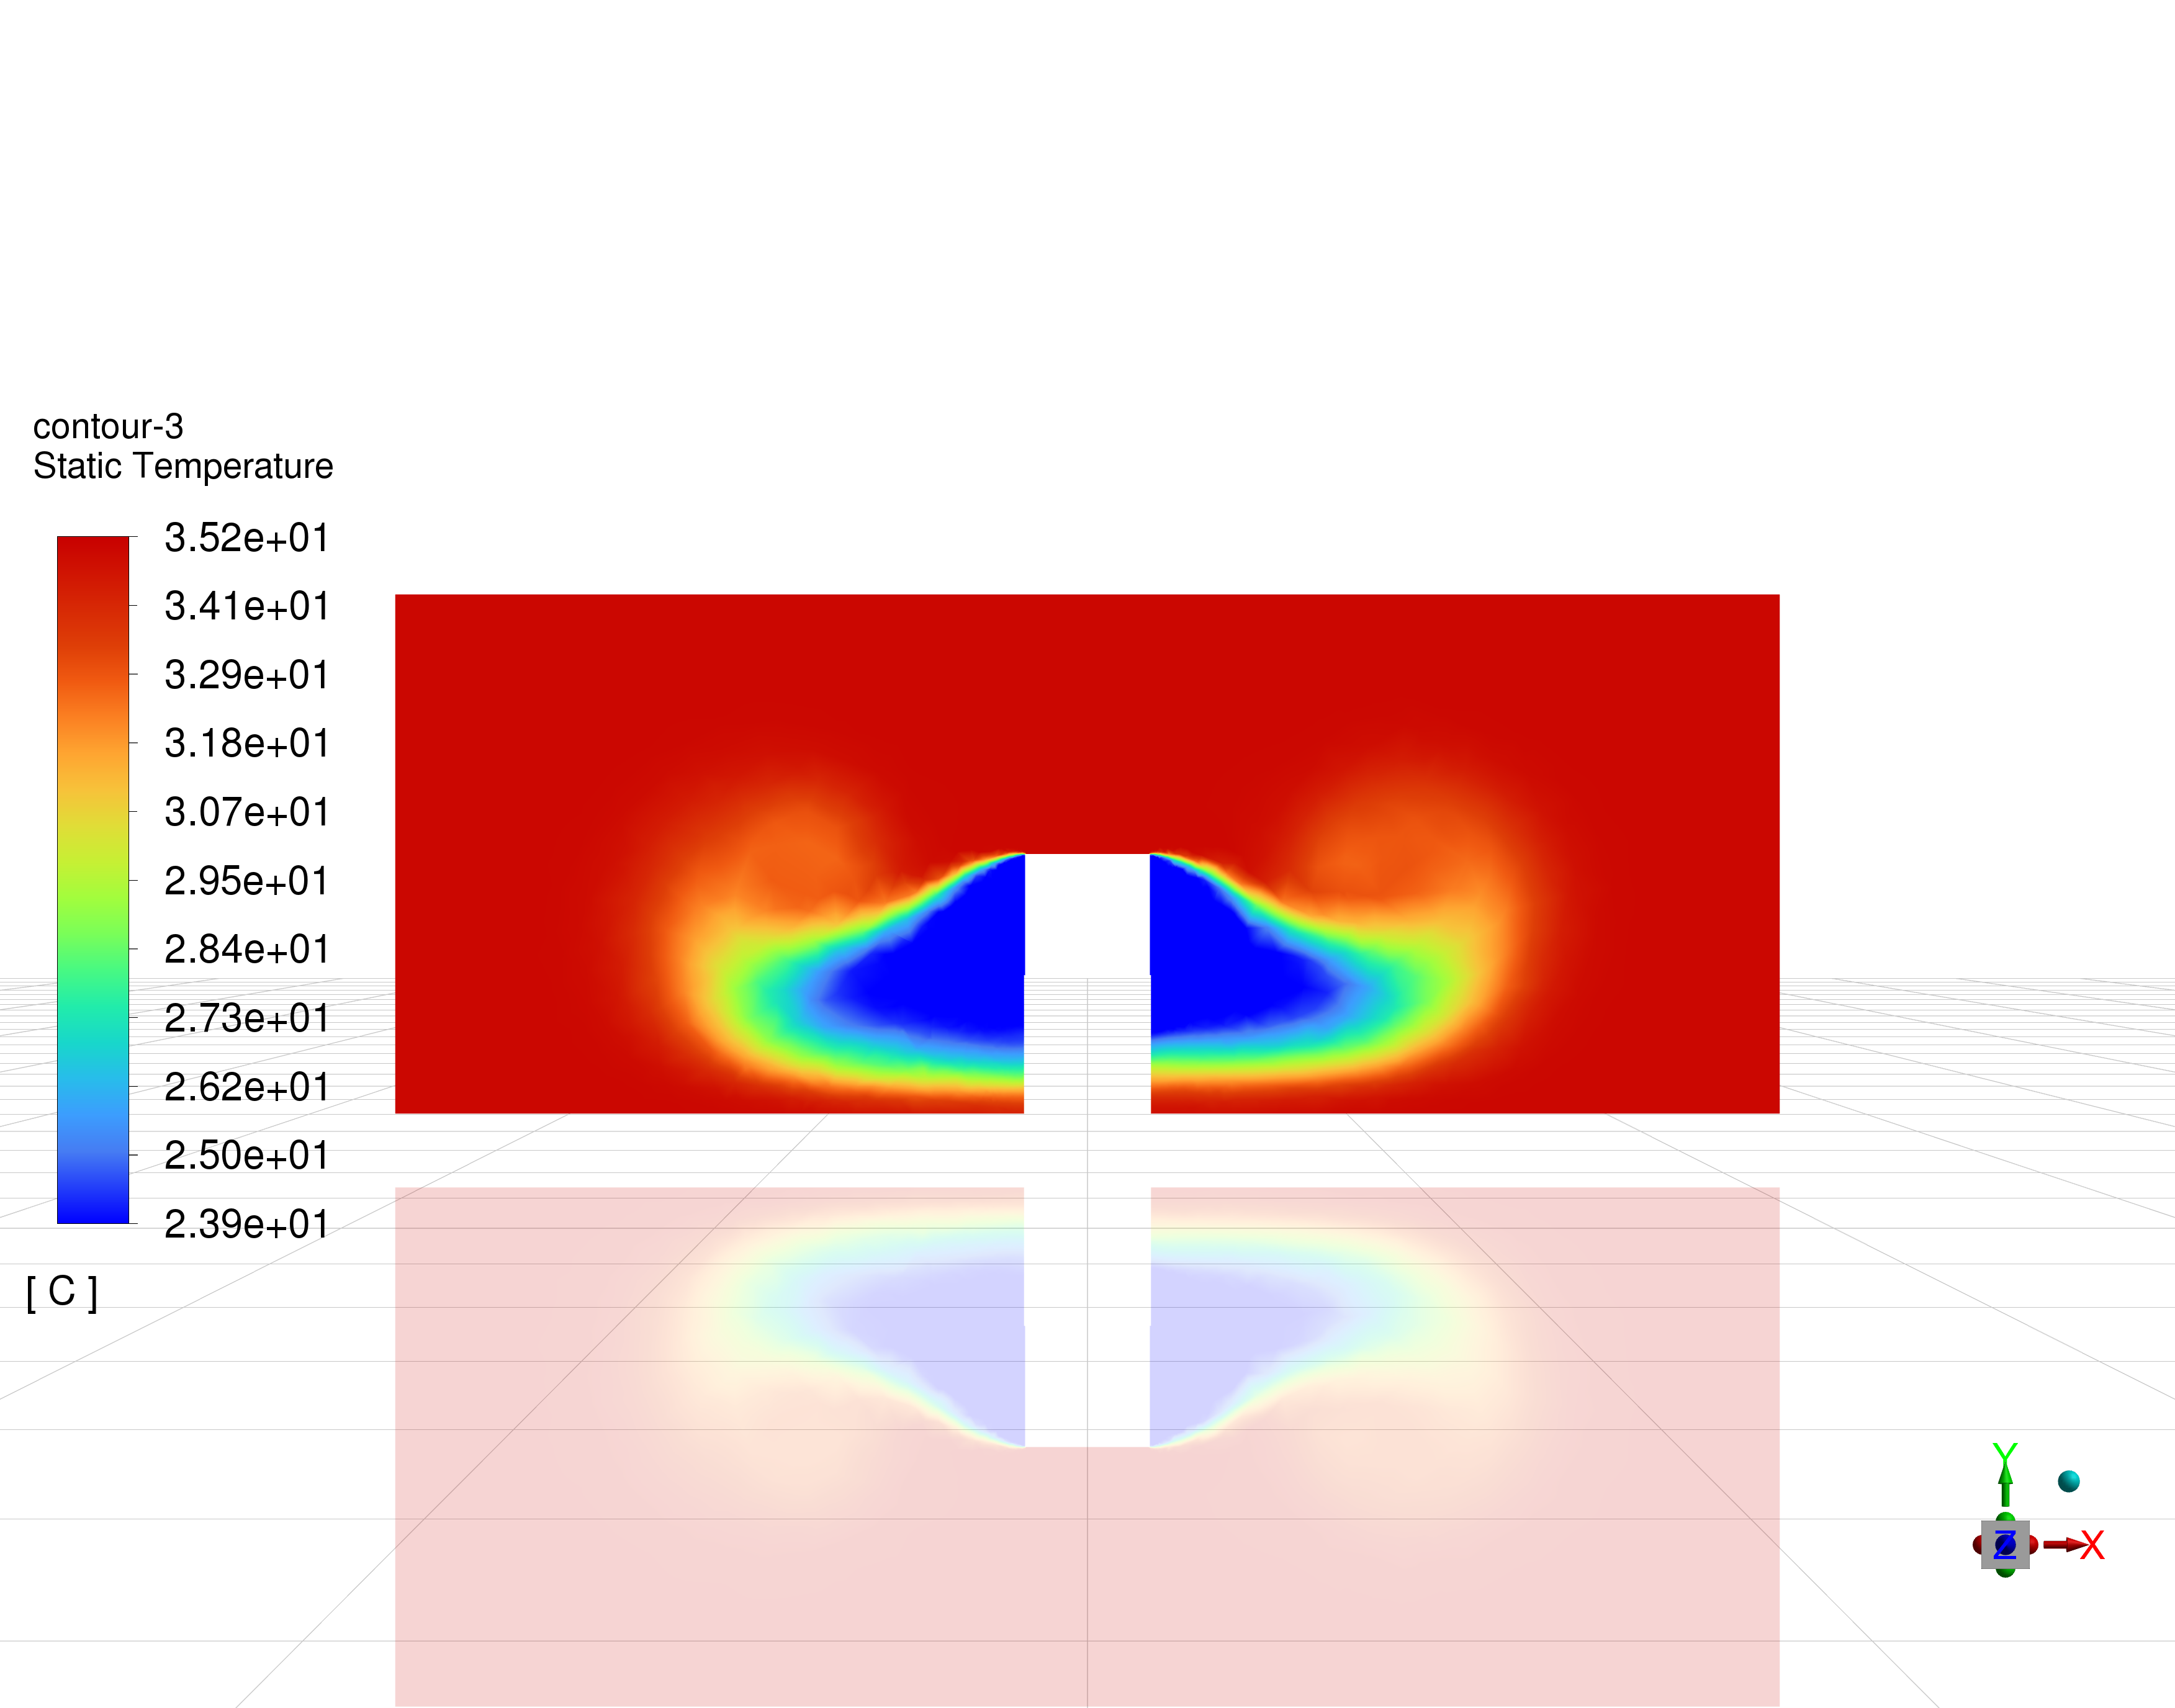 contour-3
Static Temperature
3.52e+01
3.41e+01
3.29e+01
3.18e+01
3.07e+01
2.95e+01
2.84e+01
2.73e+01
2.62e+01
2.50e+01
2.39e+01
[ C ]
Y
Z
X